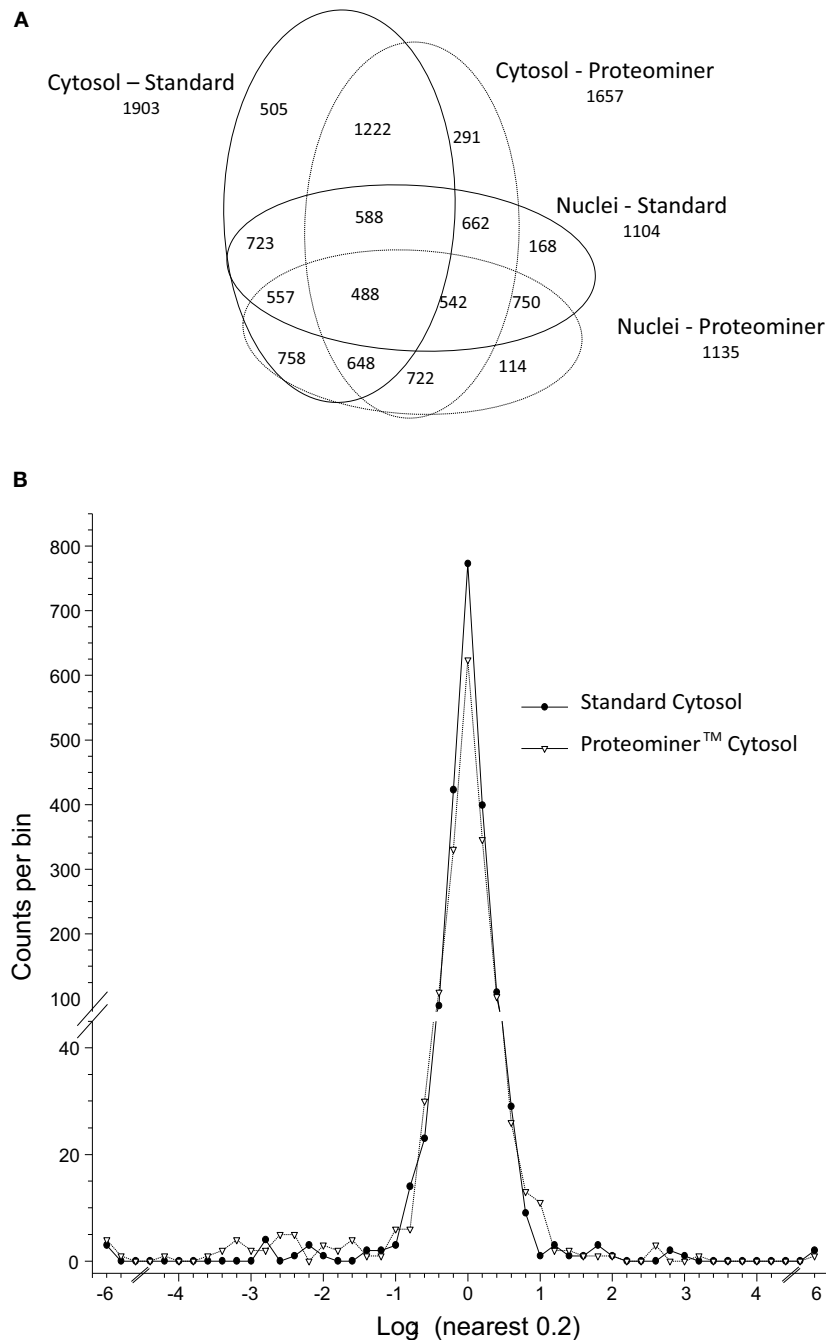 A
Cytosol – Standard
1903
Cytosol - Proteominer
1657
505
1222
291
Nuclei - Standard
1104
588
662
168
723
557
488
542
750
Nuclei - Proteominer
1135
758
648
722
114
B
800
700
600
500
400
300
200
100
40
20
0
Counts per bin
Standard Cytosol
Proteominer™ Cytosol
-6 -4 -3 -2 -1 0 1 2 3 4 6
Log2 (nearest 0.2)